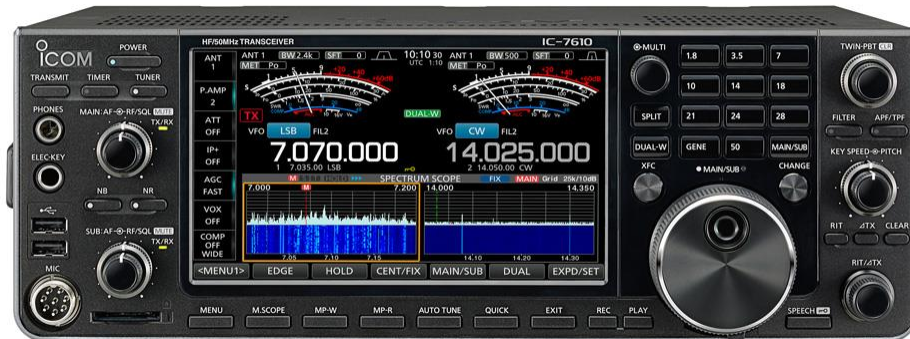 ICOM
POWER
TRANSMIT TIMER TUNER
PHONES
MAIN:AF RF/SQL MUTE
TX/RX
ELEC-KEY
NB NR
SUB:AF RF/SQL MUTE
TX/RX
MIC
HF/50MHz TRANSCEIVER IC-7610
ANT 1
P.AMP 2
ATT OFF
IP+ OFF
AGC FAST
VOX OFF
COMP OFF WIDE
ANT 1 BW 2.4k SFT 0
MET Po
10:10 30
UTC 1:10
ANT 1 BW 500 SFT 0
MET Po
TX
DUAL-W
VFO LSB FIL2
VFO CW FIL2
7.070.000
14.025.000
1 7.035.00 LSB
2 14.050.00 CW
SPECTRUM SCOPE FIX MAIN Grid 25k/10dB
7.000 M 7.200 14.000 14.350
7.05 7.10 7.15 14.10 14.20 14.30
<MENU1> EDGE HOLD CENT/FIX MAIN/SUB DUAL EXPD/SET
MENU M.SCOPE MP-W MP-R AUTO TUNE QUICK EXIT REC PLAY SPEECH
MULTI
1.8 3.5 7
10 14 18
SPLIT 21 24 28
DUAL-W GENE 50 MAIN/SUB
XFC MAIN/SUB CHANGE
TWIN-PBT CLR
FILTER APF/TPF
KEY SPEED PITCH
RIT ΔTX CLEAR
RIT/ΔTX